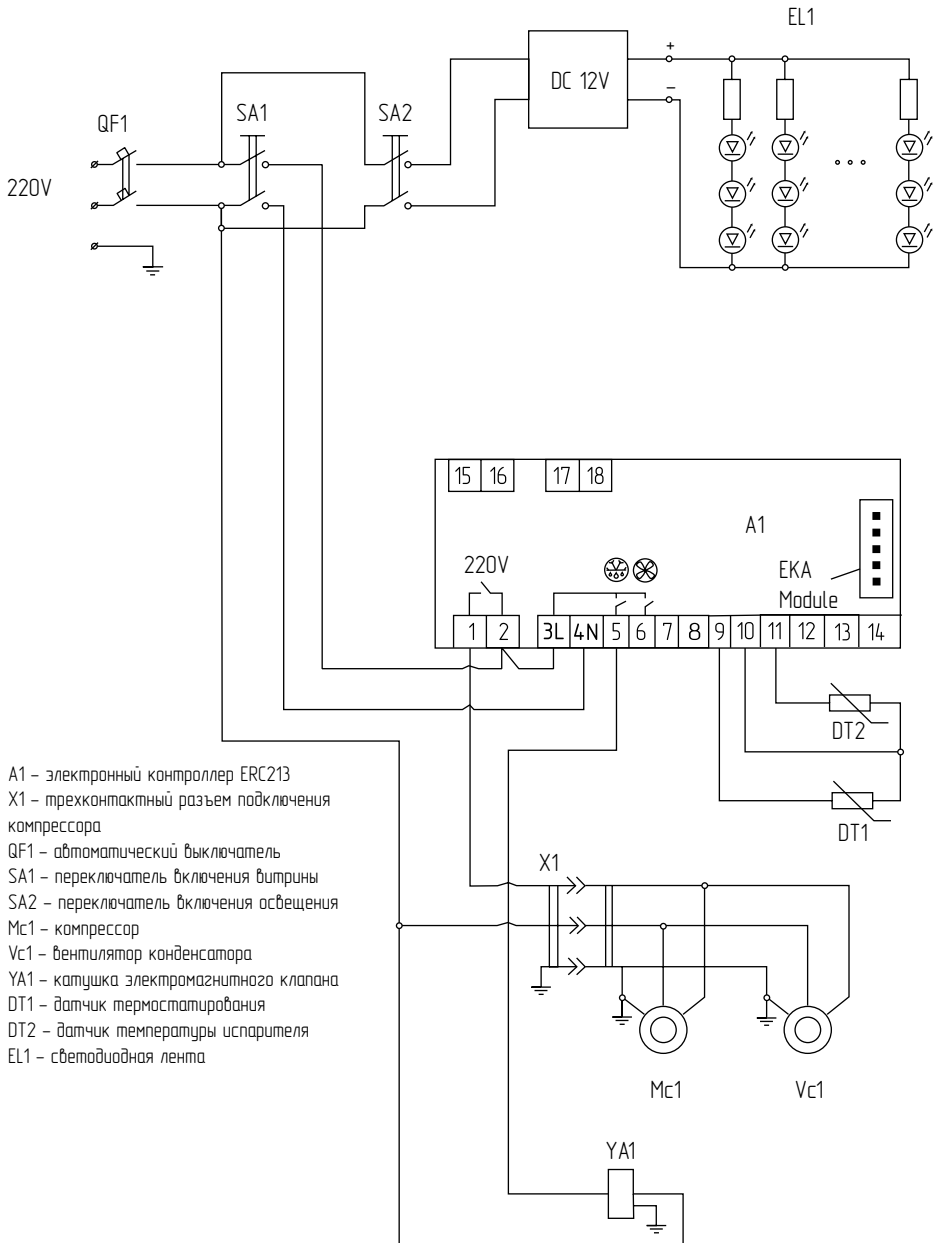 EL1
+
DC 12V
–
QF1
SA1
SA2
220V
15 16 17 18
A1
220V
EKA
Module
1 2 3L 4N 5 6 7 8 9 10 11 12 13 14
DT2
DT1
A1 – электронный контроллер ERC213
X1 – трехконтактный разъем подключения
компрессора
QF1 – автоматический выключатель
SA1 – переключатель включения витрины
SA2 – переключатель включения освещения
Mc1 – компрессор
Vc1 – вентилятор конденсатора
YA1 – катушка электромагнитного клапана
DT1 – датчик термостатирования
DT2 – датчик температуры испарителя
EL1 – светодиодная лента
X1
Mc1
Vc1
YA1